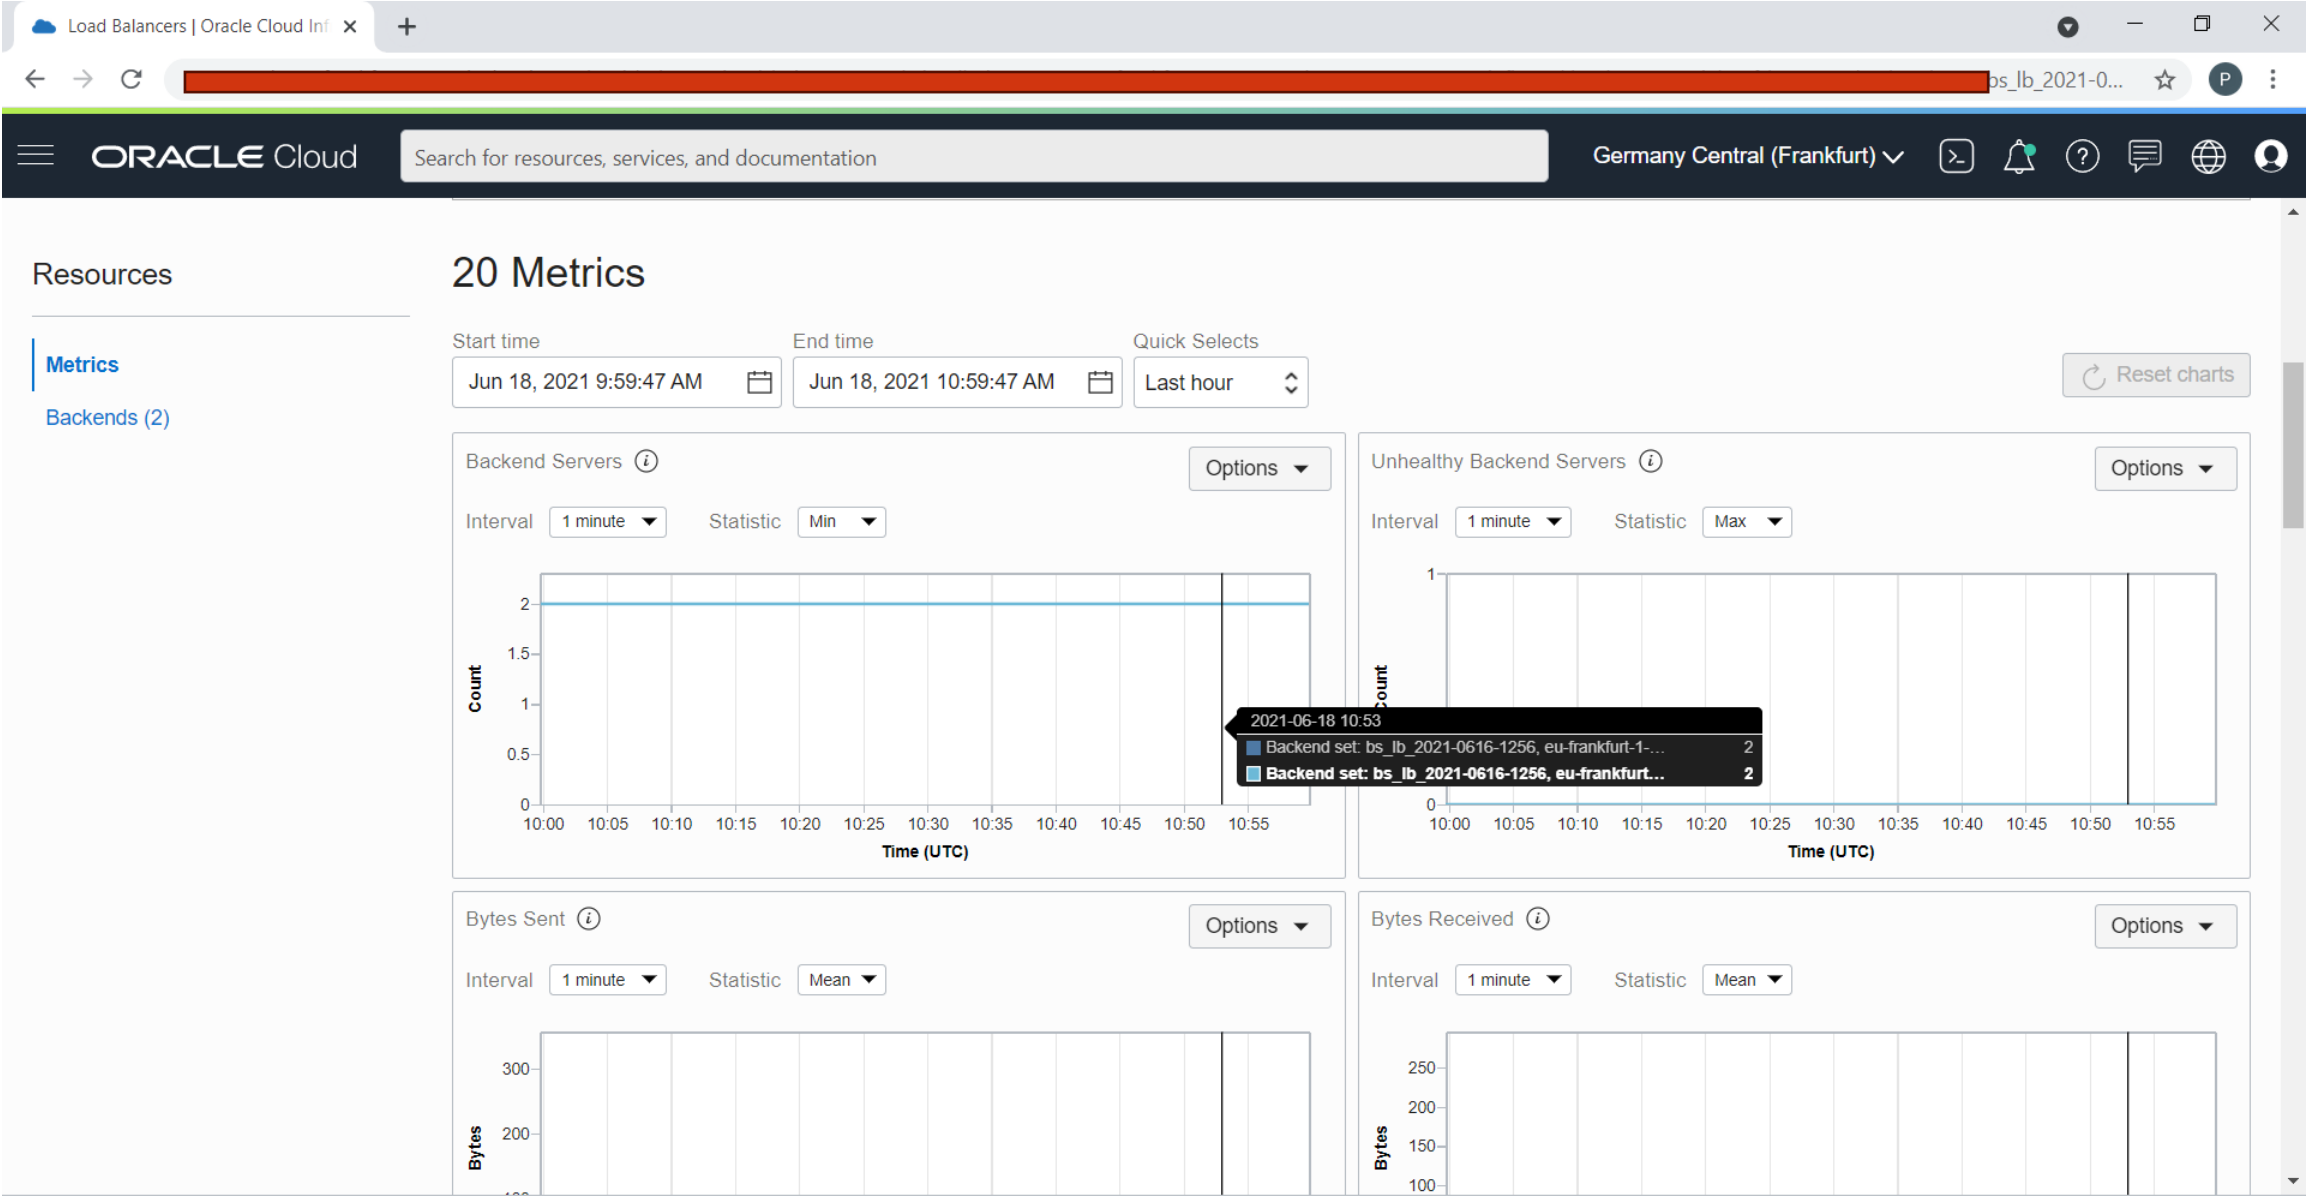 Load Balancers | Oracle Cloud Inf
bs_lb_2021-0...
P
ORACLE Cloud
Search for resources, services, and documentation
Germany Central (Frankfurt)
Resources
Metrics
Backends (2)
20 Metrics
Start time
End time
Quick Selects
Jun 18, 2021 9:59:47 AM
Jun 18, 2021 10:59:47 AM
Last hour
Reset charts
Backend Servers
Options
Interval
1 minute
Statistic
Min
2
1.5
1
0.5
0
Count
10:00 10:05 10:10 10:15 10:20 10:25 10:30 10:35 10:40 10:45 10:50 10:55
Time (UTC)
2021-06-18 10:53
Backend set: bs_lb_2021-0616-1256, eu-frankfurt-1-... 2
Backend set: bs_lb_2021-0616-1256, eu-frankfurt... 2
Unhealthy Backend Servers
Options
Interval
1 minute
Statistic
Max
1
0
Count
10:00 10:05 10:10 10:15 10:20 10:25 10:30 10:35 10:40 10:45 10:50 10:55
Time (UTC)
Bytes Sent
Options
Interval
1 minute
Statistic
Mean
300
200
Bytes
Bytes Received
Options
Interval
1 minute
Statistic
Mean
250
200
150
100
Bytes